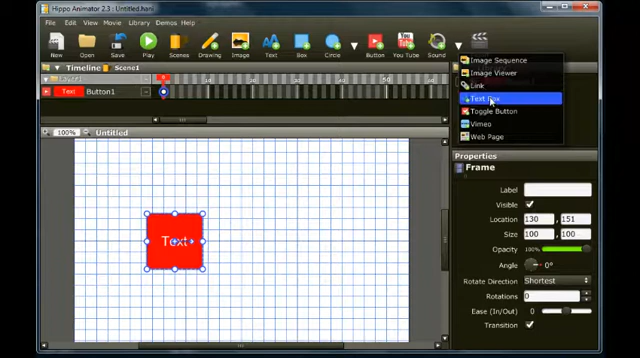 Hippo Animator 2.3 : Untitled.hani
File Edit Movie Library Demos Help
New Open Save Play Scenes Drawing Image Text Box Circle Button You Tube Sound
Image Sequence
Image Viewer
Link
Text Box
Toggle Button
Vimeo
Web Page
Timeline Scene1
Layer1
50
Text Button1
100% Untitled
Text
Properties
Frame
Label
Visible
Location 130 , 151
Size 100 , 100
Opacity 100%
Angle 0°
Rotate Direction Shortest
Rotations 0
Ease (In/Out) 0
Transition